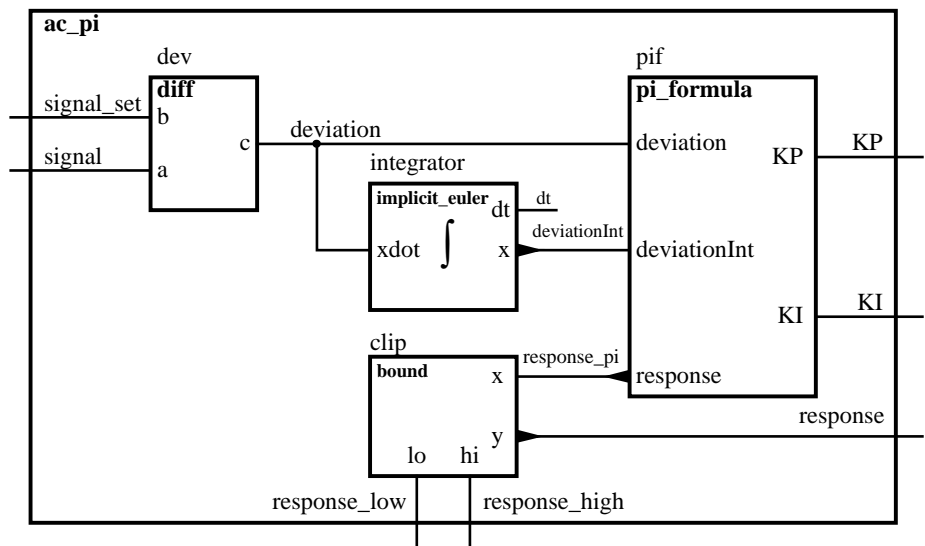 ac_pi
dev
pif
diff
pi_formula
signal_set
b
deviation
c
deviation
KP
KP
signal
a
integrator
implicit_euler
dt
dt
xdot
∫
x
deviationInt
deviationInt
KI
KI
clip
bound
x
response_pi
response
response
y
lo
hi
response_low
response_high